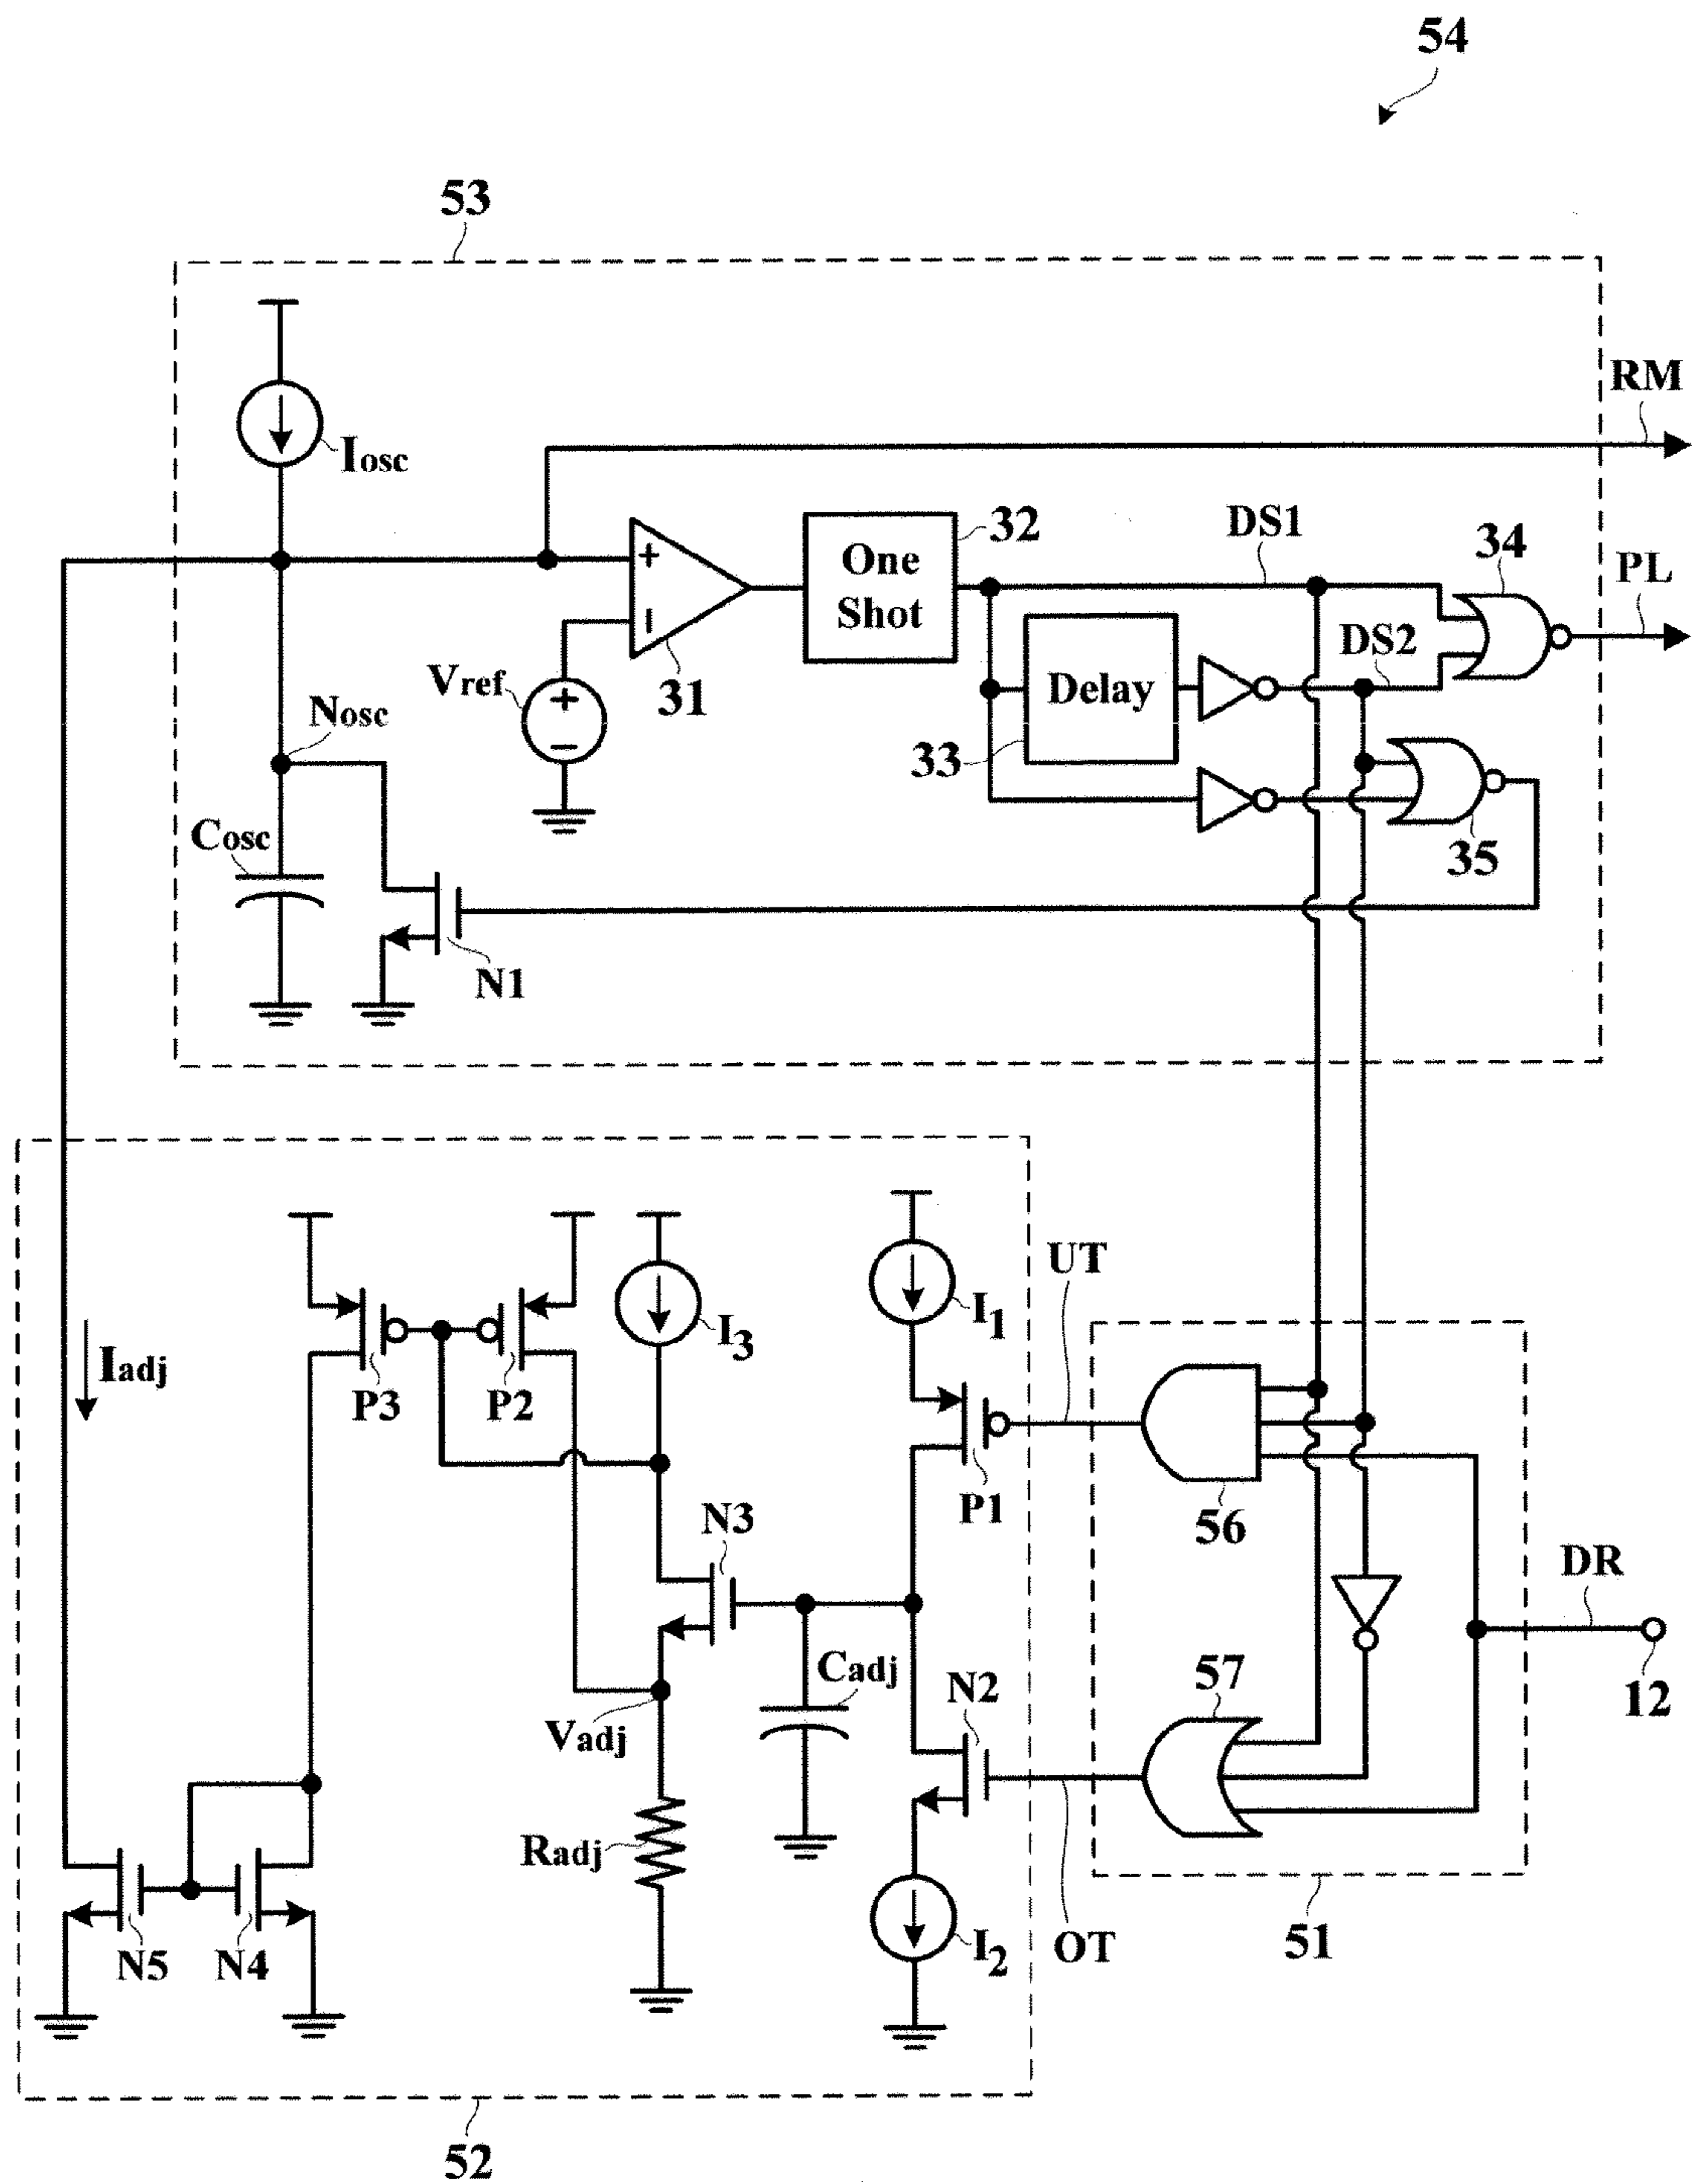 54
53
RM
Iosc
One
Shot
32
DS1
34
PL
+
Vref
+
31
DS2
Nosc
Delay
33
Cosc
35
N1
UT
I1
I3
Iadj
P3
P2
P1
56
N3
DR
Cadj
N2
57
12
Vadj
Radj
N5
N4
I2
OT
51
52